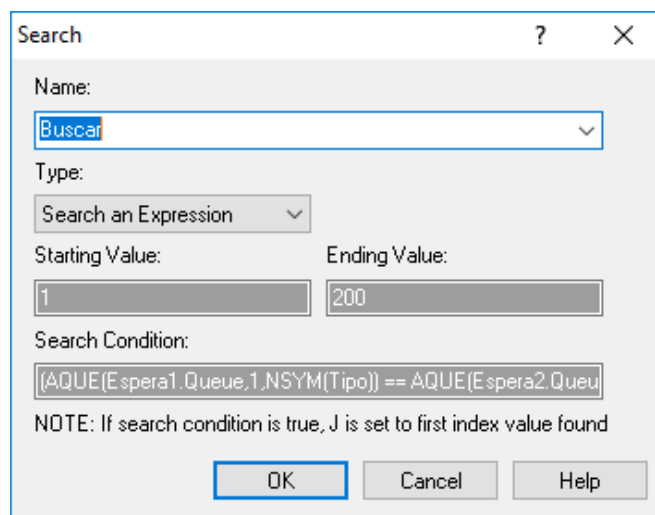 Search ?
Name:
Buscar
Type:
Search an Expression
Starting Value: Ending Value:
1 200
Search Condition:
(AQUE(Espera1.Queue,1,NSYM(Tipo)) == AQUE(Espera2.Queu
NOTE: If search condition is true, J is set to first index value found
OK Cancel Help